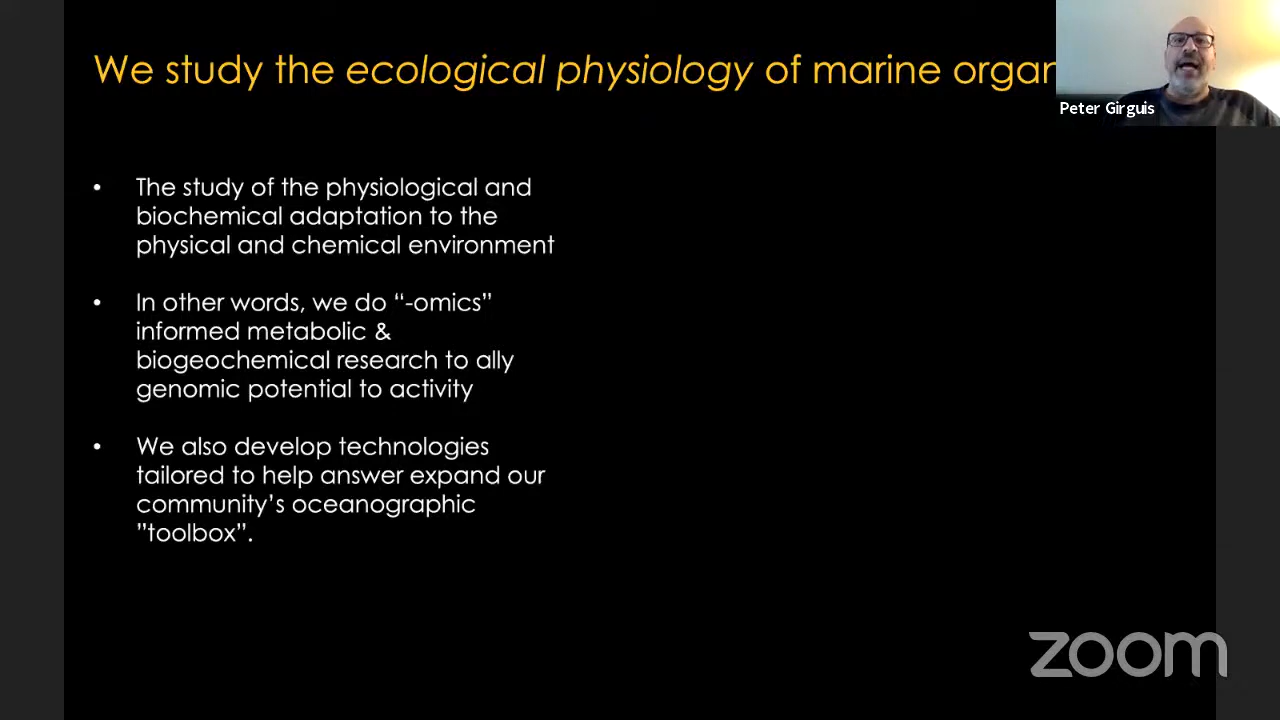 We study the ecological physiology of marine organ
Peter Girguis
• The study of the physiological and
biochemical adaptation to the
physical and chemical environment
• In other words, we do “-omics”
informed metabolic &
biogeochemical research to ally
genomic potential to activity
• We also develop technologies
tailored to help answer expand our
community’s oceanographic
”toolbox”.
zoom